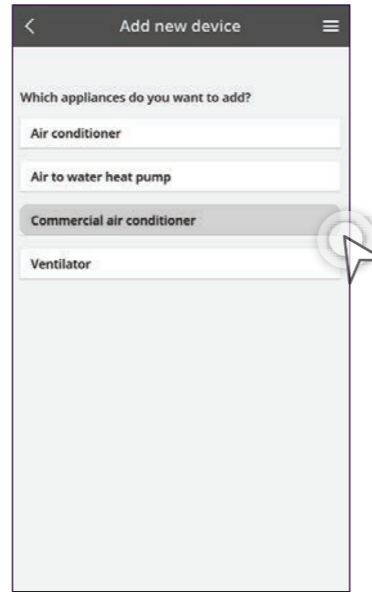 Add new device
Which appliances do you want to add?
Air conditioner
Air to water heat pump
Commercial air conditioner
Ventilator